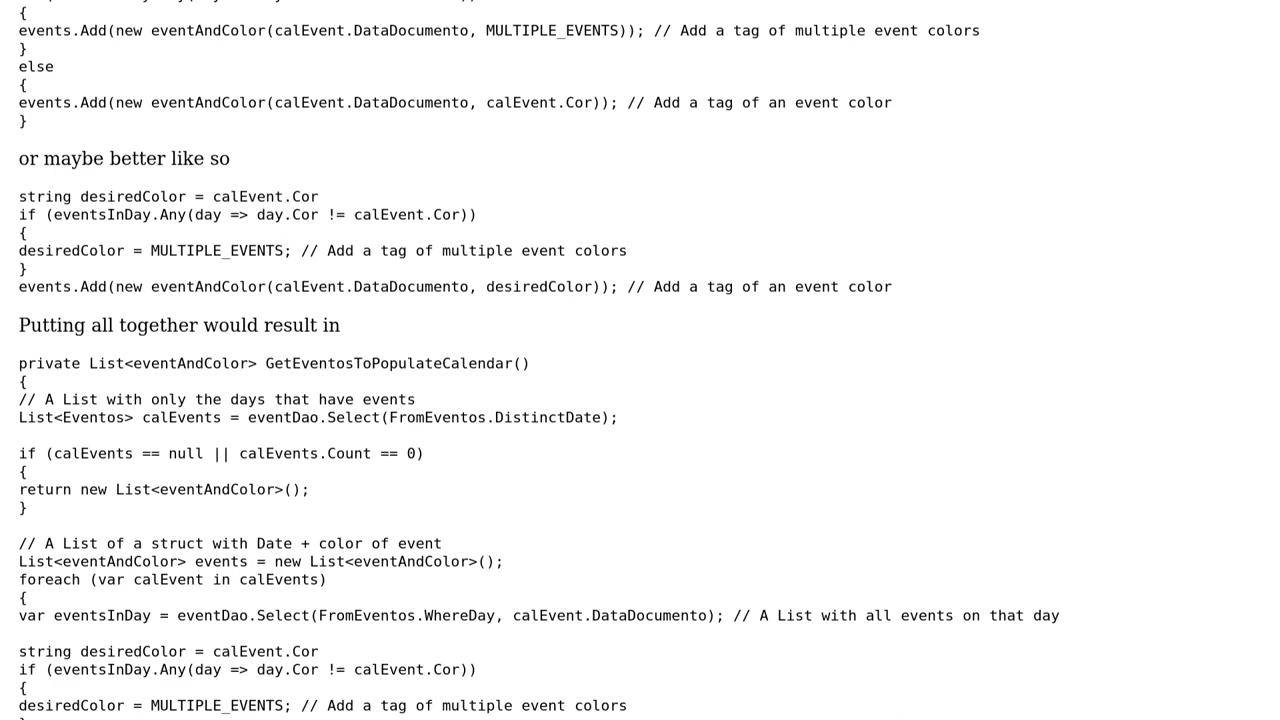 {
events.Add(new eventAndColor(calEvent.DataDocumento, MULTIPLE_EVENTS)); // Add a tag of multiple event colors
}
else
{
events.Add(new eventAndColor(calEvent.DataDocumento, calEvent.Cor)); // Add a tag of an event color
}
or maybe better like so
string desiredColor = calEvent.Cor
if (eventsInDay.Any(day => day.Cor != calEvent.Cor))
{
desiredColor = MULTIPLE_EVENTS; // Add a tag of multiple event colors
}
events.Add(new eventAndColor(calEvent.DataDocumento, desiredColor)); // Add a tag of an event color
Putting all together would result in
private List<eventAndColor> GetEventosToPopulateCalendar()
{
// A List with only the days that have events
List<Eventos> calEvents = eventDao.Select(FromEventos.DistinctDate);
if (calEvents == null || calEvents.Count == 0)
{
return new List<eventAndColor>();
}
// A List of a struct with Date + color of event
List<eventAndColor> events = new List<eventAndColor>();
foreach (var calEvent in calEvents)
{
var eventsInDay = eventDao.Select(FromEventos.WhereDay, calEvent.DataDocumento); // A List with all events on that day
string desiredColor = calEvent.Cor
if (eventsInDay.Any(day => day.Cor != calEvent.Cor))
{
desiredColor = MULTIPLE_EVENTS; // Add a tag of multiple event colors